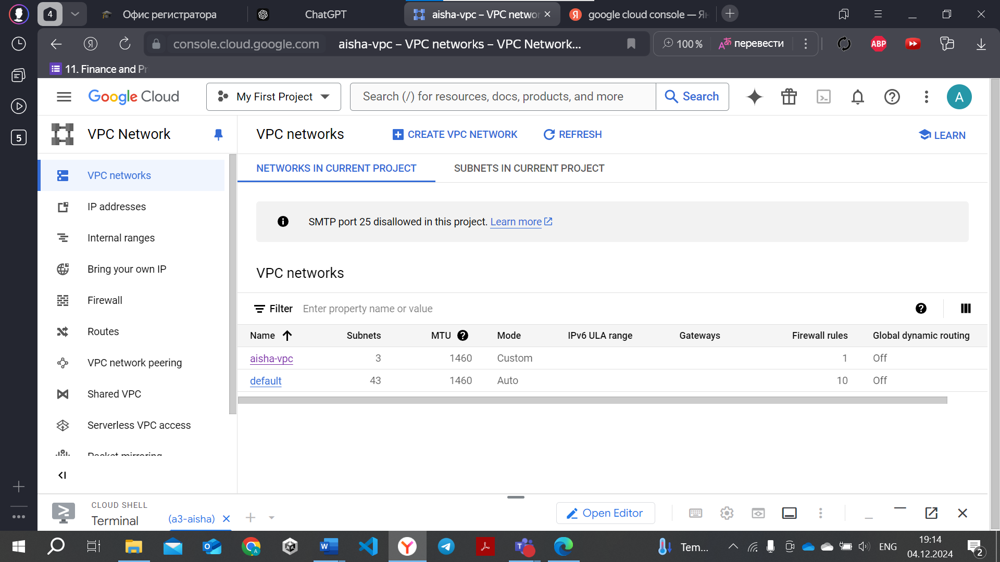 4
Офис регистратора
ChatGPT
aisha-vpc – VPC networ
google cloud console — Ян
console.cloud.google.com
aisha-vpc – VPC networks – VPC Network...
100 %
перевести
ABP
11. Finance and Pr
5
Google Cloud
My First Project
Search (/) for resources, docs, products, and more
Search
A
VPC Network
VPC networks
CREATE VPC NETWORK
REFRESH
LEARN
VPC networks
IP addresses
Internal ranges
Bring your own IP
Firewall
Routes
VPC network peering
Shared VPC
Serverless VPC access
Packet mirroring
NETWORKS IN CURRENT PROJECT
SUBNETS IN CURRENT PROJECT
SMTP port 25 disallowed in this project. Learn more
VPC networks
Filter Enter property name or value
Name Subnets MTU Mode IPv6 ULA range Gateways Firewall rules Global dynamic routing
aisha-vpc 3 1460 Custom 1 Off
default 43 1460 Auto 10 Off
CLOUD SHELL
Terminal
(a3-aisha)
Open Editor
Tem...
ENG
19:14
04.12.2024
2